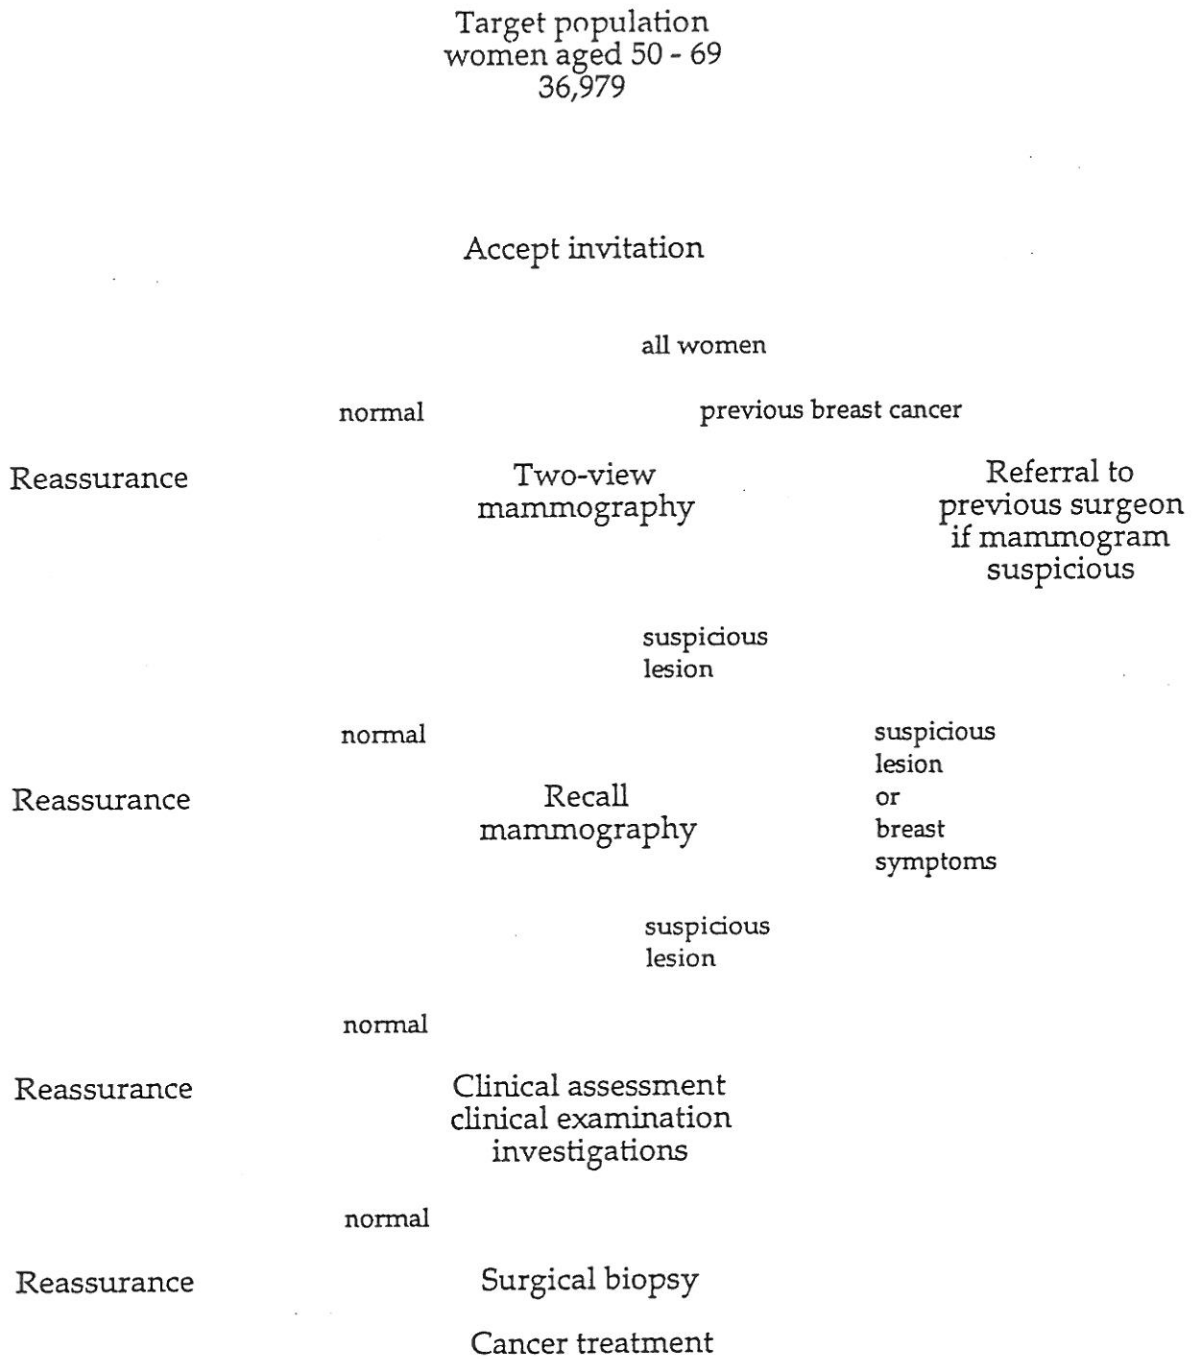 Target population
women aged 50 - 69
36,979
Accept invitation
all women
normal
previous breast cancer
Reassurance
Two-view
mammography
Referral to
previous surgeon
if mammogram
suspicious
suspicious
lesion
normal
Reassurance
Recall
mammography
suspicious
lesion
or
breast
symptoms
suspicious
lesion
normal
Reassurance
Clinical assessment
clinical examination
investigations
normal
Reassurance
Surgical biopsy
Cancer treatment